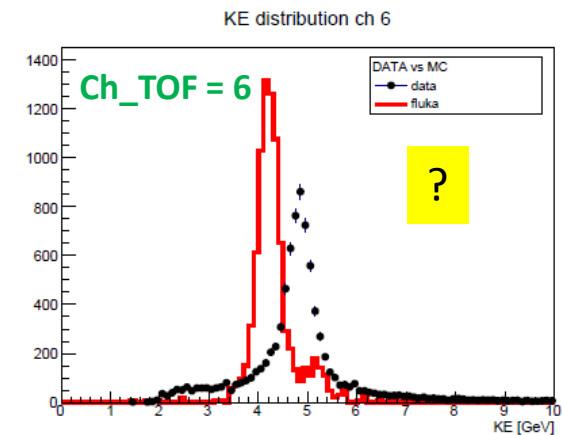 KE distribution ch 6
1400
1200
1000
800
600
400
200
0
Ch_TOF = 6
DATA vs MC
data
fluka
?
0 1 2 3 4 5 6 7 8 9 10
KE [GeV]